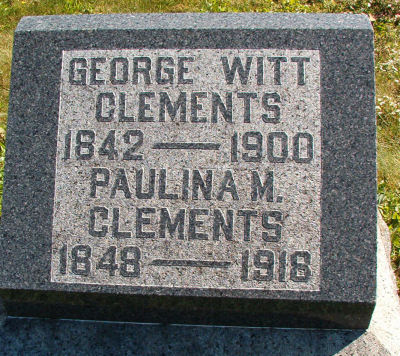 GEORGE WITT
CLEMENTS
1842 — 1900
PAULINA M.
CLEMENTS
1848 — 1918